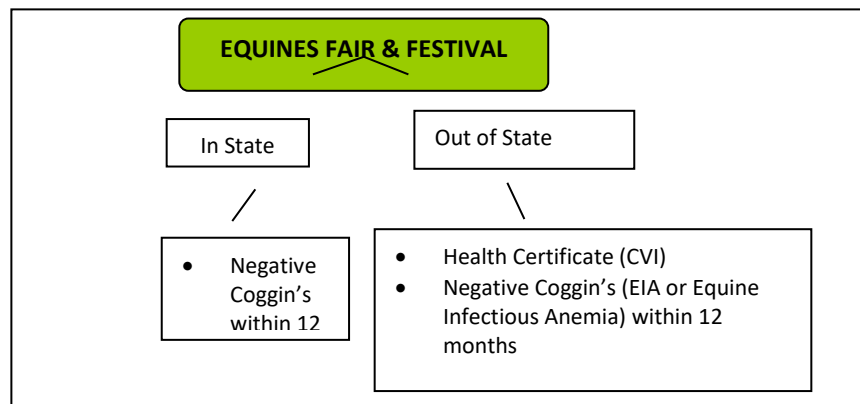 EQUINES FAIR & FESTIVAL
In State
Out of State
• Negative
Coggin’s
within 12
• Health Certificate (CVI)
• Negative Coggin’s (EIA or Equine
Infectious Anemia) within 12
months